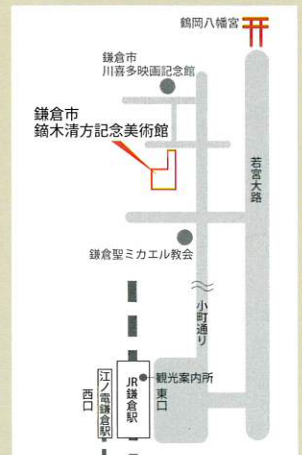 鶴岡八幡宮
鎌倉市
川喜多映画記念館
鎌倉市
鏑木清方記念美術館
若宮大路
鎌倉聖ミカエル教会
小町通り
観光案内所
西口
江ノ電鎌倉駅
JR鎌倉駅
東口